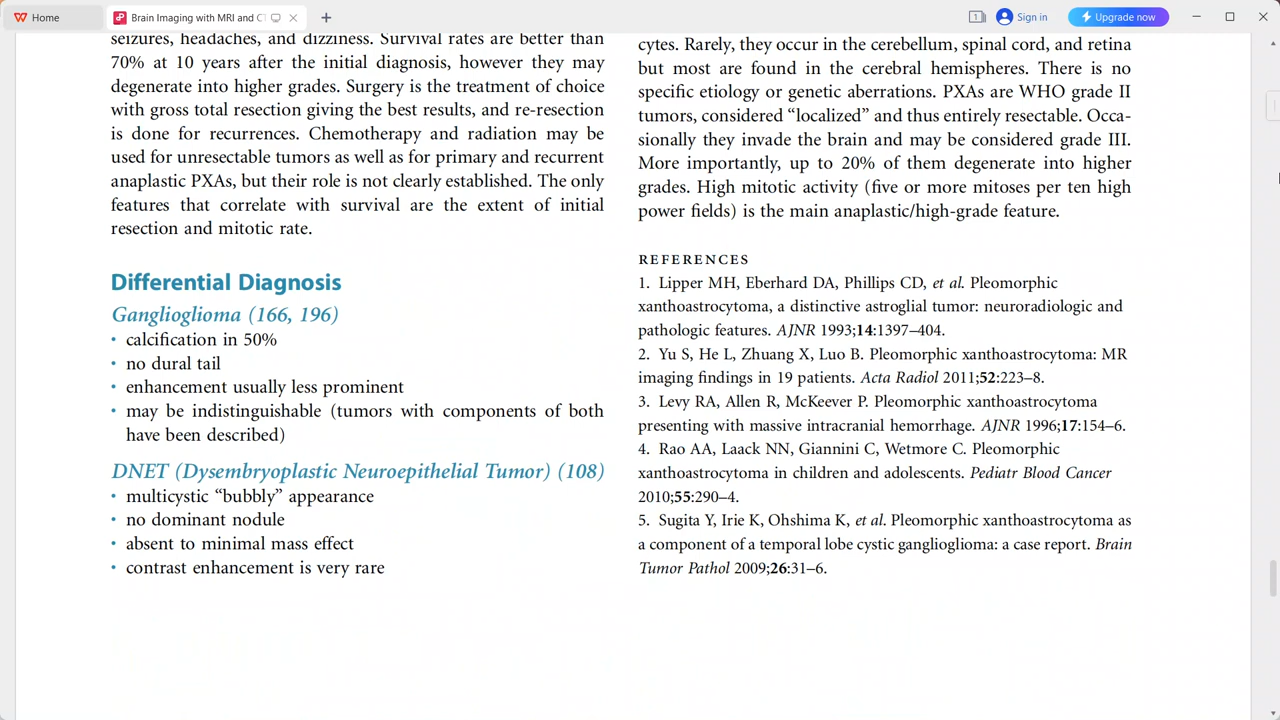 Home
Brain Imaging with MRI and C
1
Sign in
Upgrade now
seizures, headaches, and dizziness. Survival rates are better than
70% at 10 years after the initial diagnosis, however they may
degenerate into higher grades. Surgery is the treatment of choice
with gross total resection giving the best results, and re-resection
is done for recurrences. Chemotherapy and radiation may be
used for unresectable tumors as well as for primary and recurrent
anaplastic PXAs, but their role is not clearly established. The only
features that correlate with survival are the extent of initial
resection and mitotic rate.
Differential Diagnosis
Ganglioglioma (166, 196)
• calcification in 50%
• no dural tail
• enhancement usually less prominent
• may be indistinguishable (tumors with components of both
have been described)
DNET (Dysembryoplastic Neuroepithelial Tumor) (108)
• multicystic “bubbly” appearance
• no dominant nodule
• absent to minimal mass effect
• contrast enhancement is very rare
cytes. Rarely, they occur in the cerebellum, spinal cord, and retina
but most are found in the cerebral hemispheres. There is no
specific etiology or genetic aberrations. PXAs are WHO grade II
tumors, considered “localized” and thus entirely resectable. Occa-
sionally they invade the brain and may be considered grade III.
More importantly, up to 20% of them degenerate into higher
grades. High mitotic activity (five or more mitoses per ten high
power fields) is the main anaplastic/high-grade feature.
REFERENCES
1. Lipper MH, Eberhard DA, Phillips CD, et al. Pleomorphic
xanthoastrocytoma, a distinctive astroglial tumor: neuroradiologic and
pathologic features. AJNR 1993;14:1397–404.
2. Yu S, He L, Zhuang X, Luo B. Pleomorphic xanthoastrocytoma: MR
imaging findings in 19 patients. Acta Radiol 2011;52:223–8.
3. Levy RA, Allen R, McKeever P. Pleomorphic xanthoastrocytoma
presenting with massive intracranial hemorrhage. AJNR 1996;17:154–6.
4. Rao AA, Laack NN, Giannini C, Wetmore C. Pleomorphic
xanthoastrocytoma in children and adolescents. Pediatr Blood Cancer
2010;55:290–4.
5. Sugita Y, Irie K, Ohshima K, et al. Pleomorphic xanthoastrocytoma as
a component of a temporal lobe cystic ganglioglioma: a case report. Brain
Tumor Pathol 2009;26:31–6.